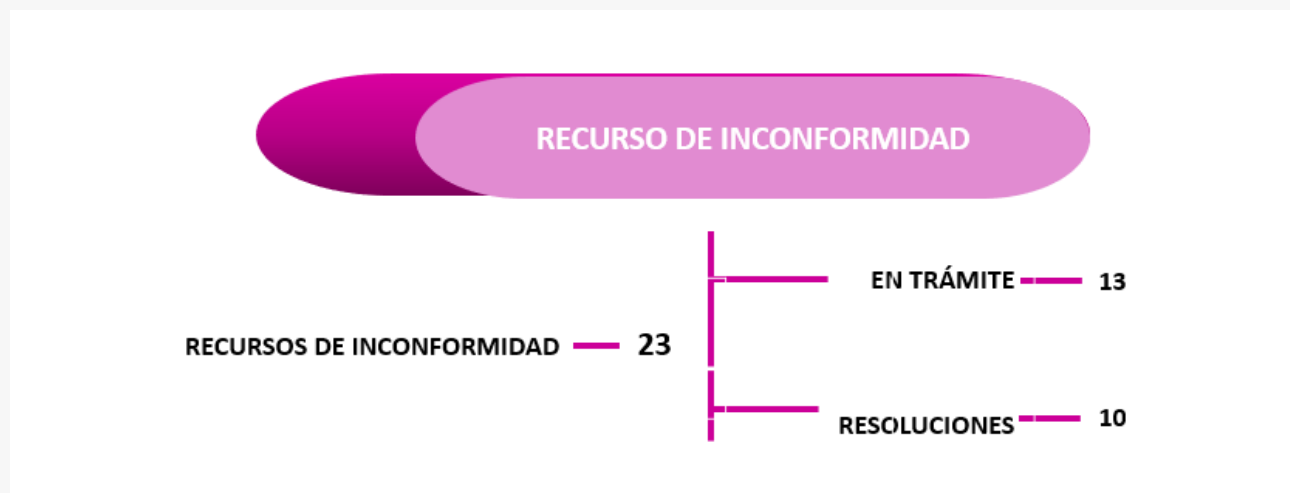 RECURSO DE INCONFORMIDAD
EN TRÁMITE 13
RECURSOS DE INCONFORMIDAD 23
RESOLUCIONES 10